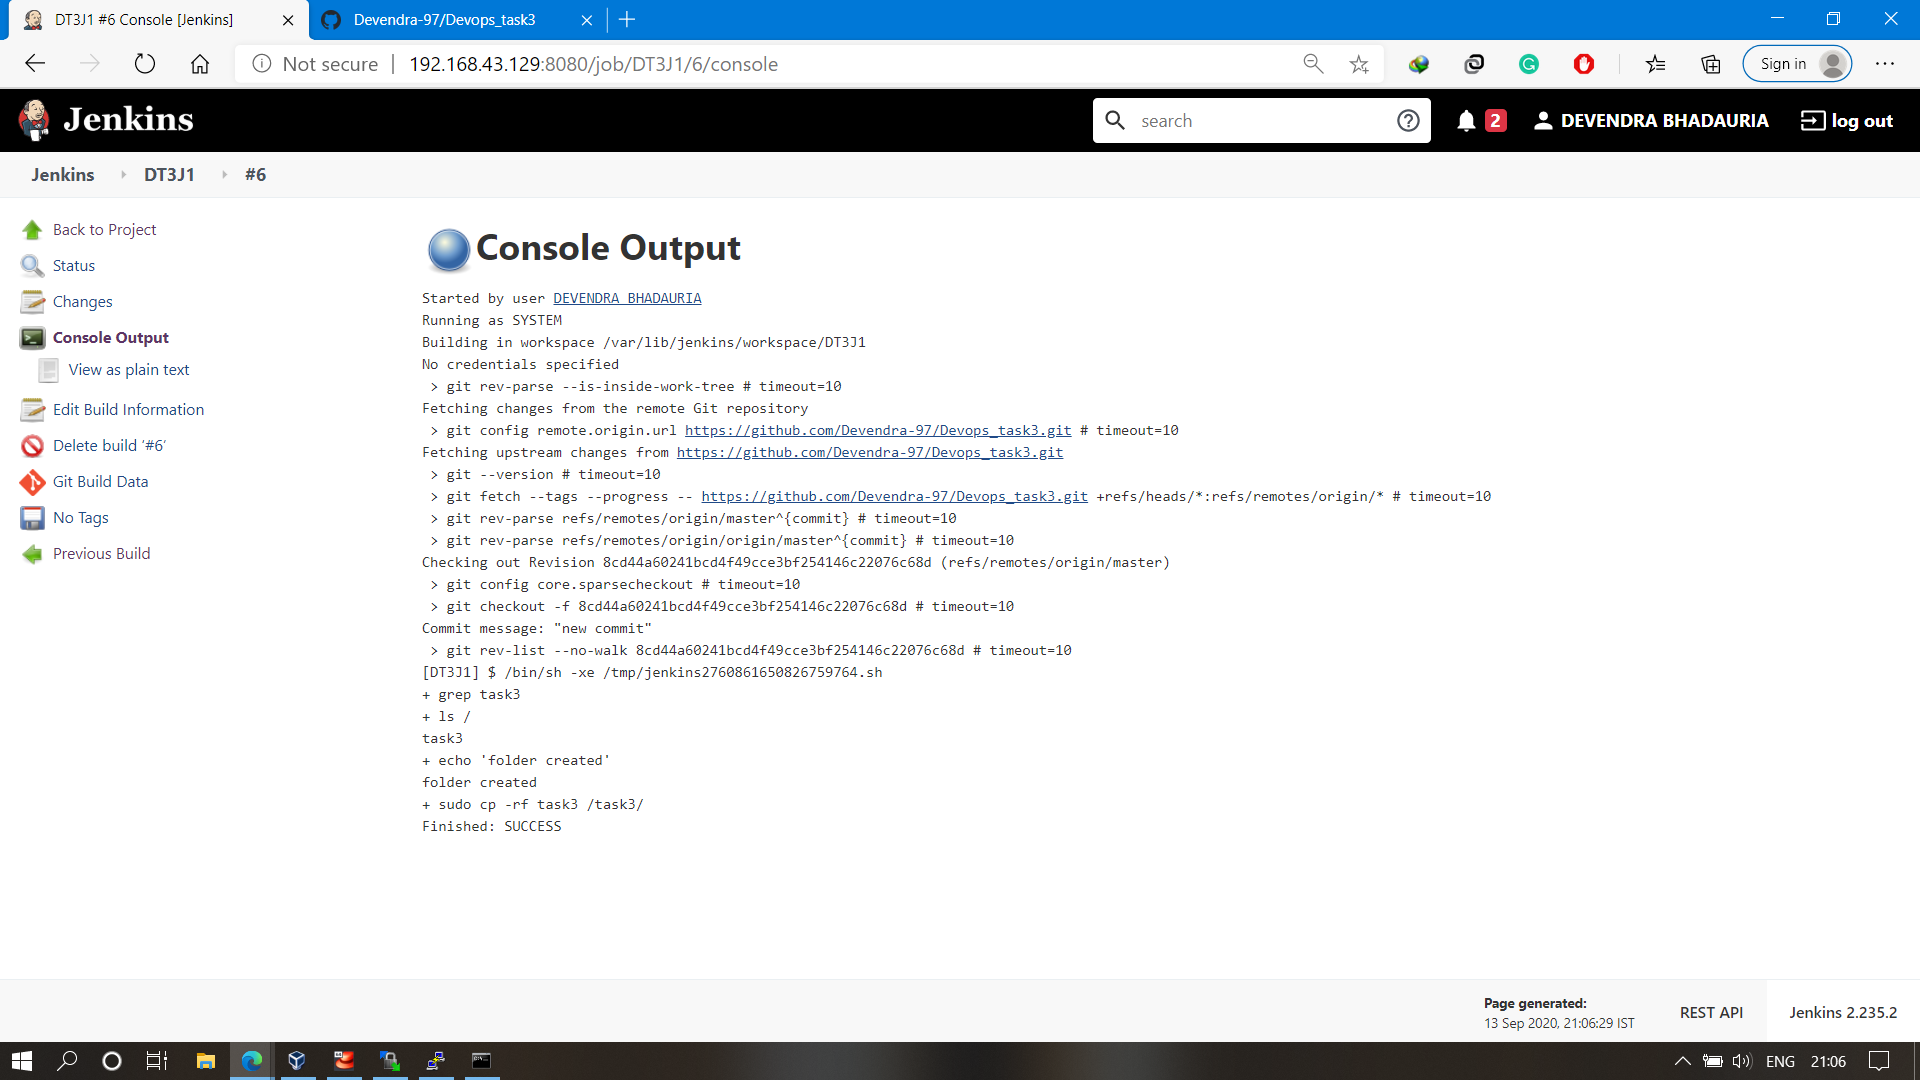 DT3J1 #6 Console [Jenkins]
Devendra-97/Devops_task3
Not secure | 192.168.43.129:8080/job/DT3J1/6/console
Sign in
Jenkins
search
2
DEVENDRA BHADAURIA
log out
Jenkins
DT3J1
#6
Back to Project
Status
Changes
Console Output
View as plain text
Edit Build Information
Delete build '#6'
Git Build Data
No Tags
Previous Build
Console Output
Started by user DEVENDRA BHADAURIA
Running as SYSTEM
Building in workspace /var/lib/jenkins/workspace/DT3J1
No credentials specified
 > git rev-parse --is-inside-work-tree # timeout=10
Fetching changes from the remote Git repository
 > git config remote.origin.url https://github.com/Devendra-97/Devops_task3.git # timeout=10
Fetching upstream changes from https://github.com/Devendra-97/Devops_task3.git
 > git --version # timeout=10
 > git fetch --tags --progress -- https://github.com/Devendra-97/Devops_task3.git +refs/heads/*:refs/remotes/origin/* # timeout=10
 > git rev-parse refs/remotes/origin/master^{commit} # timeout=10
 > git rev-parse refs/remotes/origin/origin/master^{commit} # timeout=10
Checking out Revision 8cd44a60241bcd4f49cce3bf254146c22076c68d (refs/remotes/origin/master)
 > git config core.sparsecheckout # timeout=10
 > git checkout -f 8cd44a60241bcd4f49cce3bf254146c22076c68d # timeout=10
Commit message: "new commit"
 > git rev-list --no-walk 8cd44a60241bcd4f49cce3bf254146c22076c68d # timeout=10
[DT3J1] $ /bin/sh -xe /tmp/jenkins2760861650826759764.sh
+ grep task3
+ ls /
task3
+ echo 'folder created'
folder created
+ sudo cp -rf task3 /task3/
Finished: SUCCESS
Page generated:
13 Sep 2020, 21:06:29 IST
REST API
Jenkins 2.235.2
ENG
21:06